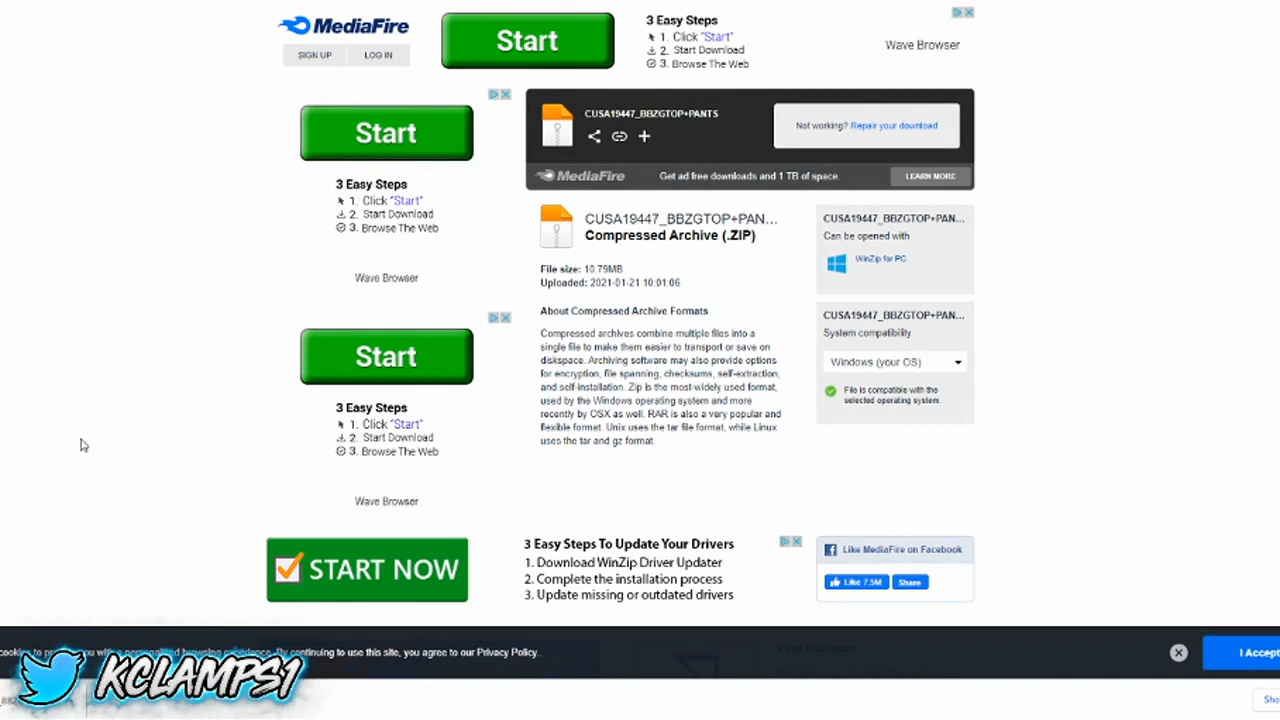 MediaFire
SIGN UP
LOG IN
Start
3 Easy Steps
1. Click "Start"
2. Start Download
3. Browse The Web
Wave Browser
Start
3 Easy Steps
1. Click "Start"
2. Start Download
3. Browse The Web
Wave Browser
CUSA19447_BBZGTOP+PANTS
Not working? Repair your download
MediaFire
Get ad free downloads and 1 TB of space.
LEARN MORE
CUSA19447_BBZGTOP+PAN...
Compressed Archive (.ZIP)
File size: 10.79MB
Uploaded: 2021-01-21 10:01:06
About Compressed Archive Formats
Compressed archives combine multiple files into a
single file to make them easier to transport or save on
diskspace. Archiving software may also provide options
for encryption, file spanning, checksums, self-extraction,
and self-installation. Zip is the most-widely used format,
used by the Windows operating system and more
recently by OSX as well. RAR is also a very popular and
flexible format. Unix uses the tar file format, while Linux
uses the tar and gz format.
CUSA19447_BBZGTOP+PAN...
Can be opened with
WinZip for PC
CUSA19447_BBZGTOP+PAN...
System compatibility
Windows (your OS)
File is compatible with the
selected operating system.
Start
3 Easy Steps
1. Click "Start"
2. Start Download
3. Browse The Web
Wave Browser
START NOW
3 Easy Steps To Update Your Drivers
1. Download WinZip Driver Updater
2. Complete the installation process
3. Update missing or outdated drivers
Like MediaFire on Facebook
Like 7.5M
Share
cookies to you with a personalized browsing experience. By continuing to use this site, you agree to our Privacy Policy.
I Accept
VirusTotal scan
KCLAMPS1
Sho